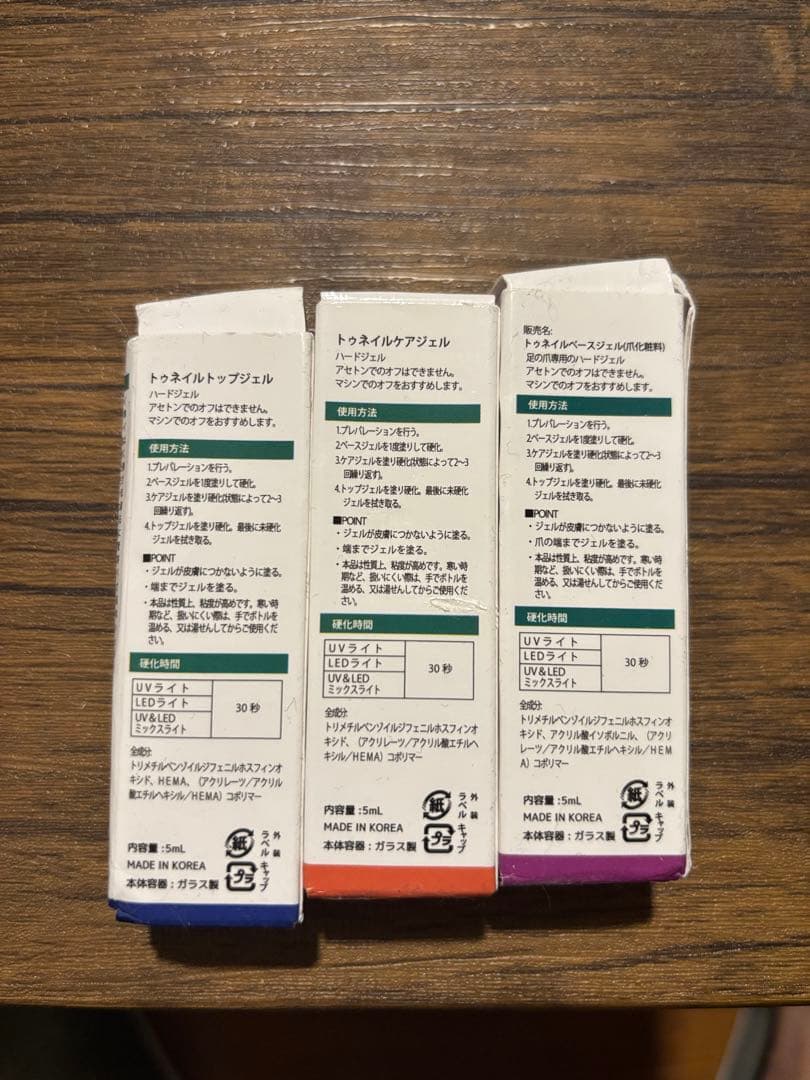 トゥネイルトップジェル
ハードジェル
アセトンでのオフはできません。
マシンでのオフをおすすめします。
使用方法
1.プレパレーションを行う。
2.ベースジェルを1度塗りして硬化。
3.ケアジェルを塗り硬化(状態によって2〜3
回繰り返す)。
4.トップジェルを塗り硬化。最後に未硬化
ジェルを拭き取る。
■POINT
・ジェルが皮膚につかないように塗る。
・端までジェルを塗る。
・本品は性質上、粘度が高めです。寒い時
期など、扱いにくい際は、手でボトルを
温める、又は湯せんしてからご使用くだ
さい。
硬化時間
UVライト
LEDライト
UV&LED
ミックスライト
30秒
全成分:
トリメチルベンゾイルジフェニルホスフィンオ
キシド、HEMA、(アクリレーツ/アクリル
酸エチルヘキシル/HEMA)コポリマー
内容量:5mL
MADE IN KOREA
本体容器:ガラス製
紙
外装
ラベル
プラ
キャップ
トゥネイルケアジェル
ハードジェル
アセトンでのオフはできません。
マシンでのオフをおすすめします。
使用方法
1.プレパレーションを行う。
2.ベースジェルを1度塗りして硬化。
3.ケアジェルを塗り硬化(状態によって2〜3
回繰り返す)。
4.トップジェルを塗り硬化。最後に未硬化
ジェルを拭き取る。
■POINT
・ジェルが皮膚につかないように塗る。
・端までジェルを塗る。
・本品は性質上、粘度が高めです。寒い時
期など、扱いにくい際は、手でボトルを
温める、又は湯せんしてからご使用くだ
さい。
硬化時間
UVライト
LEDライト
UV&LED
ミックスライト
30秒
全成分:
トリメチルベンゾイルジフェニルホスフィンオ
キシド、(アクリレーツ/アクリル酸エチルヘ
キシル/HEMA)コポリマー
内容量:5mL
MADE IN KOREA
本体容器:ガラス製
紙
外装
ラベル
プラ
キャップ
販売名:
トゥネイルベースジェル(爪化粧料)
足の爪専用のハードジェル
アセトンでのオフはできません。
マシンでのオフをおすすめします。
使用方法
1.プレパレーションを行う。
2.ベースジェルを1度塗りして硬化。
3.ケアジェルを塗り硬化(状態によって2〜3
回繰り返す)。
4.トップジェルを塗り硬化。最後に未硬化
ジェルを拭き取る。
■POINT
・ジェルが皮膚につかないように塗る。
・爪の端までジェルを塗る。
・本品は性質上、粘度が高めです。寒い時
期など、扱いにくい際は、手でボトルを
温める、又は湯せんしてからご使用くだ
さい。
硬化時間
UVライト
LEDライト
UV&LED
ミックスライト
30秒
全成分:
トリメチルベンゾイルジフェニルホスフィンオ
キシド、アクリル酸イソボルニル、(アクリ
レーツ/アクリル酸エチルヘキシル/HEM
A)コポリマー
内容量:5mL
MADE IN KOREA
本体容器:ガラス製
紙
外装
ラベル
プラ
キャップ